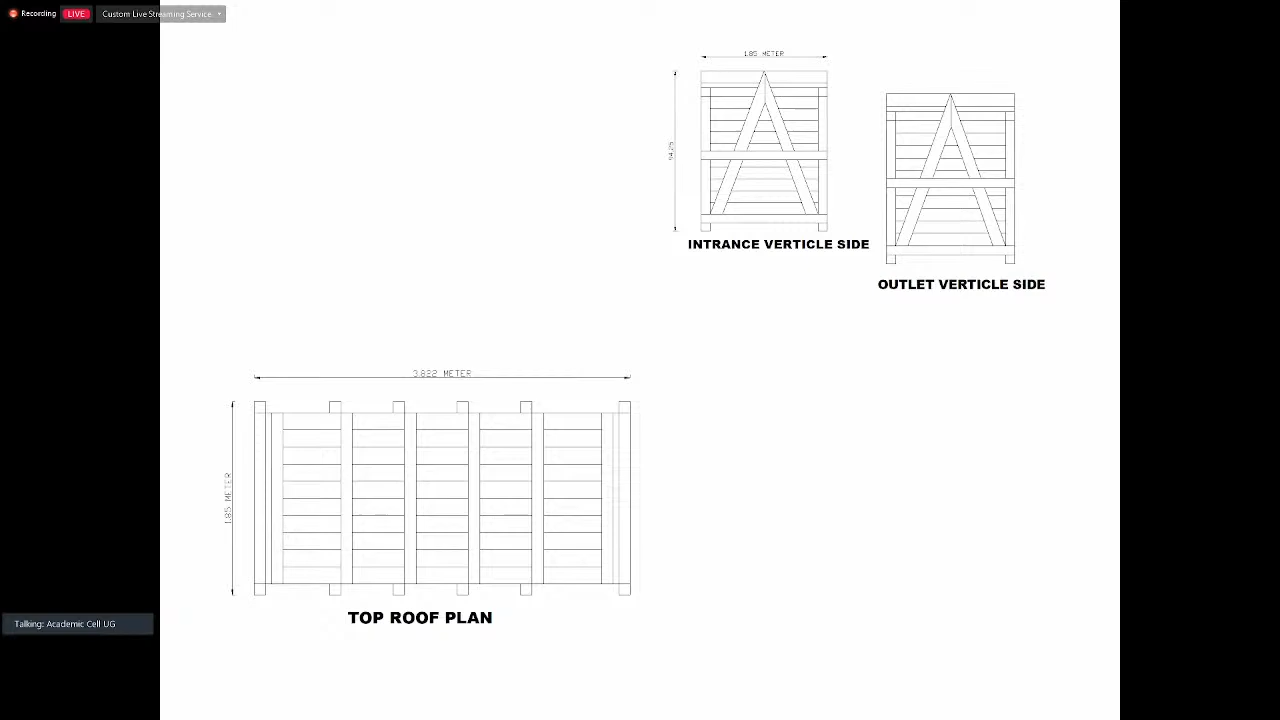 Recording LIVE Custom Live Streaming Service
1.85 METER
INTRANCE VERTICLE SIDE
OUTLET VERTICLE SIDE
3.822 METER
1.85 METER
TOP ROOF PLAN
Talking: Academic Cell UG